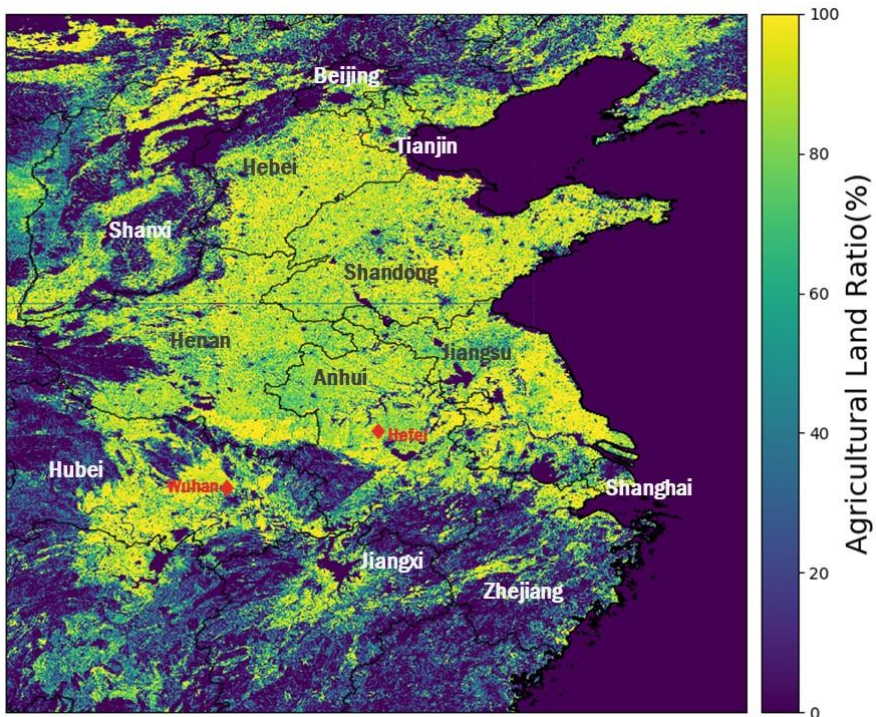 Beijing
Tianjin
Hebei
Shanxi
Shandong
Henan
Jiangsu
Anhui
Hefei
Hubei
Wuhan
Shanghai
Jiangxi
Zhejiang
100
80
60
40
20
0
Agricultural Land Ratio(%)